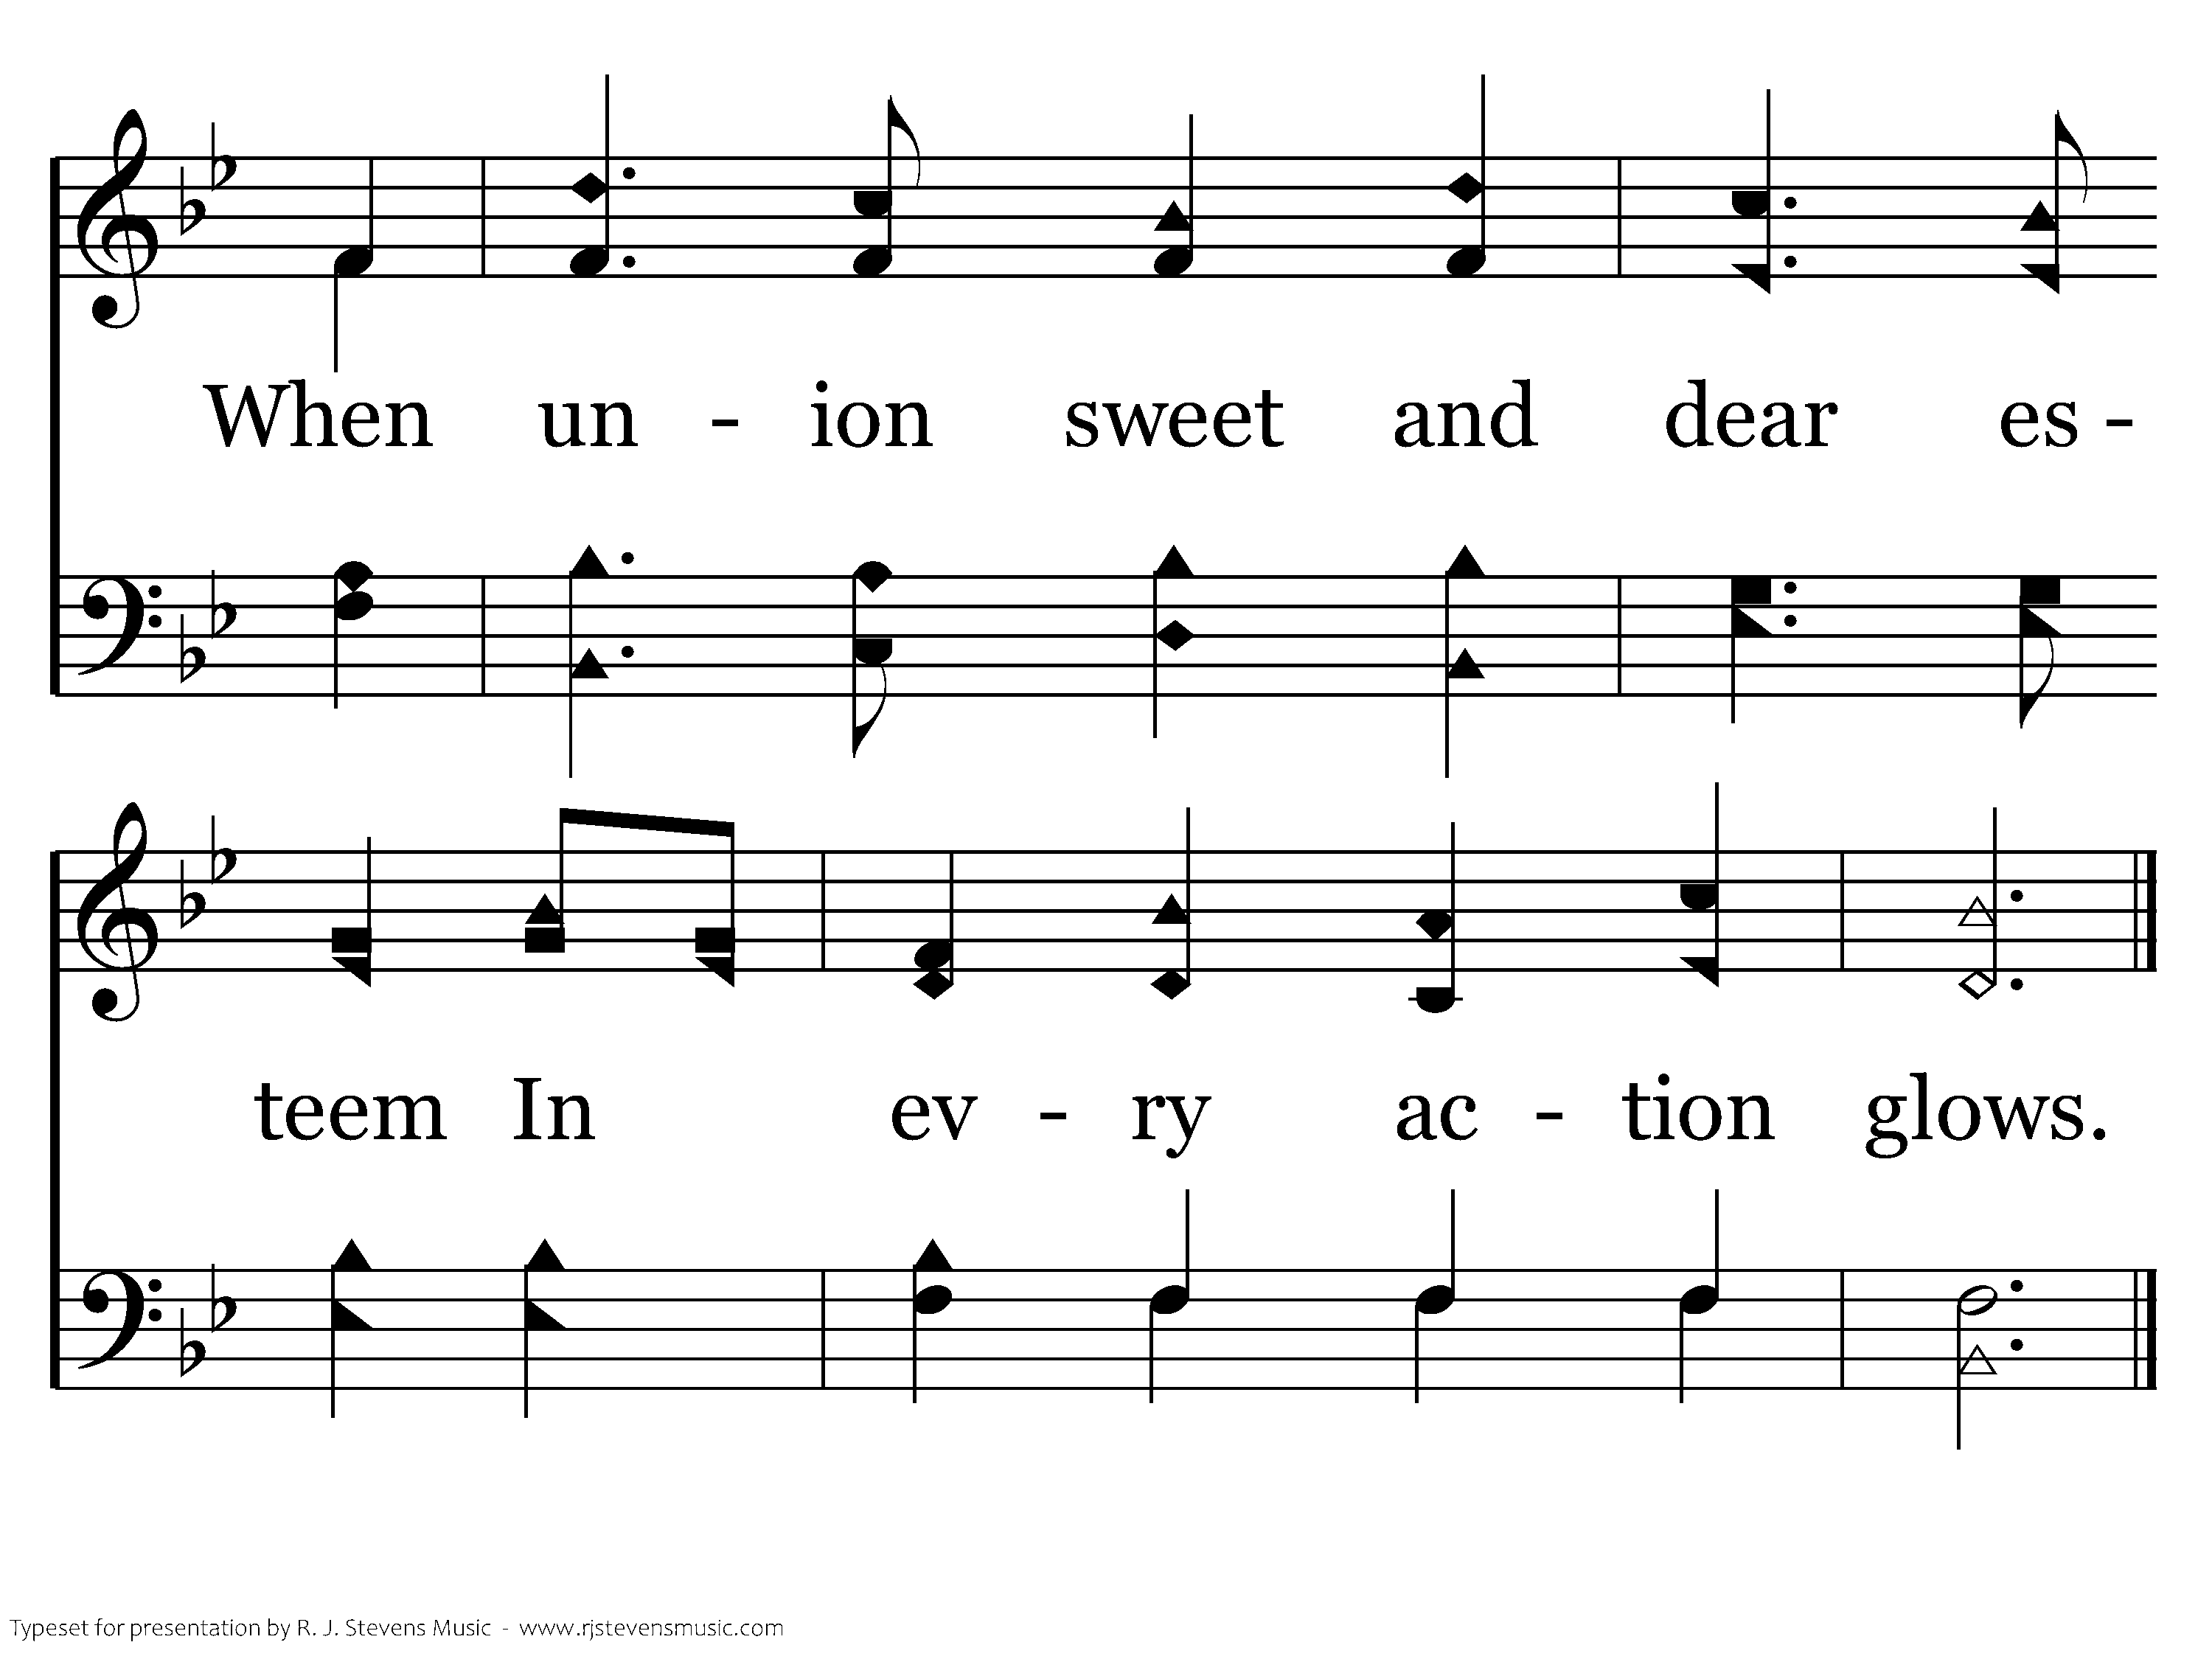 When un - ion sweet and dear es -
teem In ev - ry ac - tion glows.
Typeset for presentation by R. J. Stevens Music - www.rjstevensmusic.com